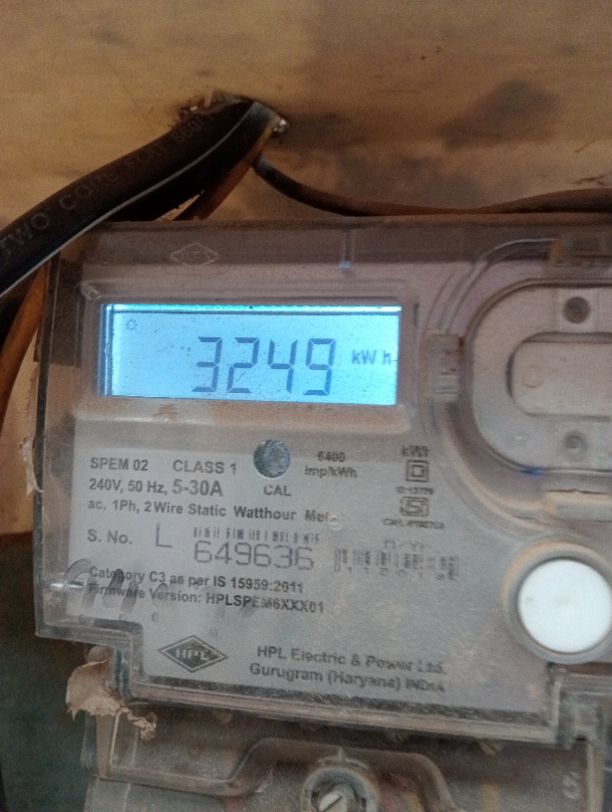 TWO CORE FLAT
HPL
3249 kWh
SPEM 02 CLASS 1
6400 imp/kWh
240V, 50 Hz, 5-30A CAL
ac, 1Ph, 2 Wire Static Watthour
S. No. L 649636
Category C3 as per IS 15959:2011
Firmware Version: HPLSPEM6XXX01
HPL
HPL Electric & Power Ltd.
Gurugram (Haryana) INDIA